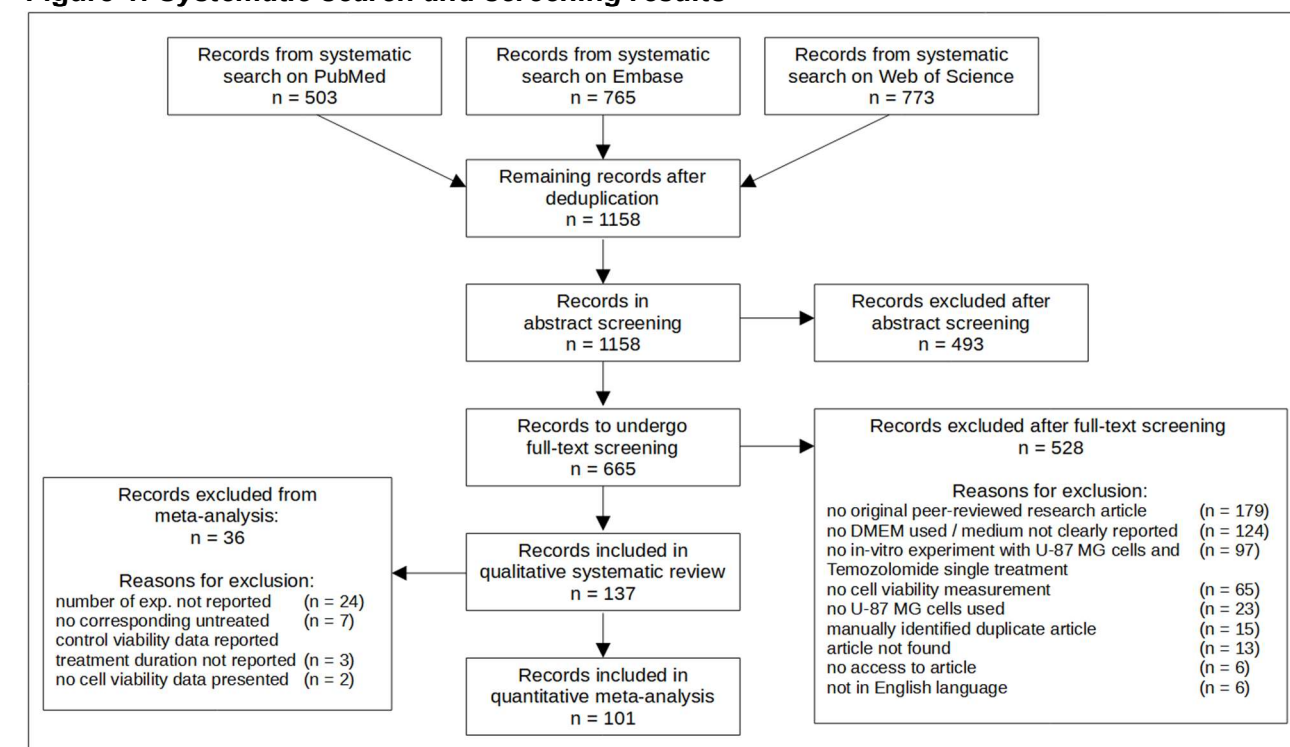 Figure 1: Systematic search and screening results
Records from systematic
search on PubMed
n = 503
Records from systematic
search on Embase
n = 765
Records from systematic
search on Web of Science
n = 773
Remaining records after
deduplication
n = 1158
Records in
abstract screening
n = 1158
Records excluded after
abstract screening
n = 493
Records to undergo
full-text screening
n = 665
Records excluded after full-text screening
n = 528
Reasons for exclusion:
no original peer-reviewed research article (n = 179)
no DMEM used / medium not clearly reported (n = 124)
no in-vitro experiment with U-87 MG cells and (n = 97)
Temozolomide single treatment
no cell viability measurement (n = 65)
no U-87 MG cells used (n = 23)
manually identified duplicate article (n = 15)
article not found (n = 13)
no access to article (n = 6)
not in English language (n = 6)
Records excluded from
meta-analysis:
n = 36
Reasons for exclusion:
number of exp. not reported (n = 24)
no corresponding untreated (n = 7)
control viability data reported
treatment duration not reported (n = 3)
no cell viability data presented (n = 2)
Records included in
qualitative systematic review
n = 137
Records included in
quantitative meta-analysis
n = 101